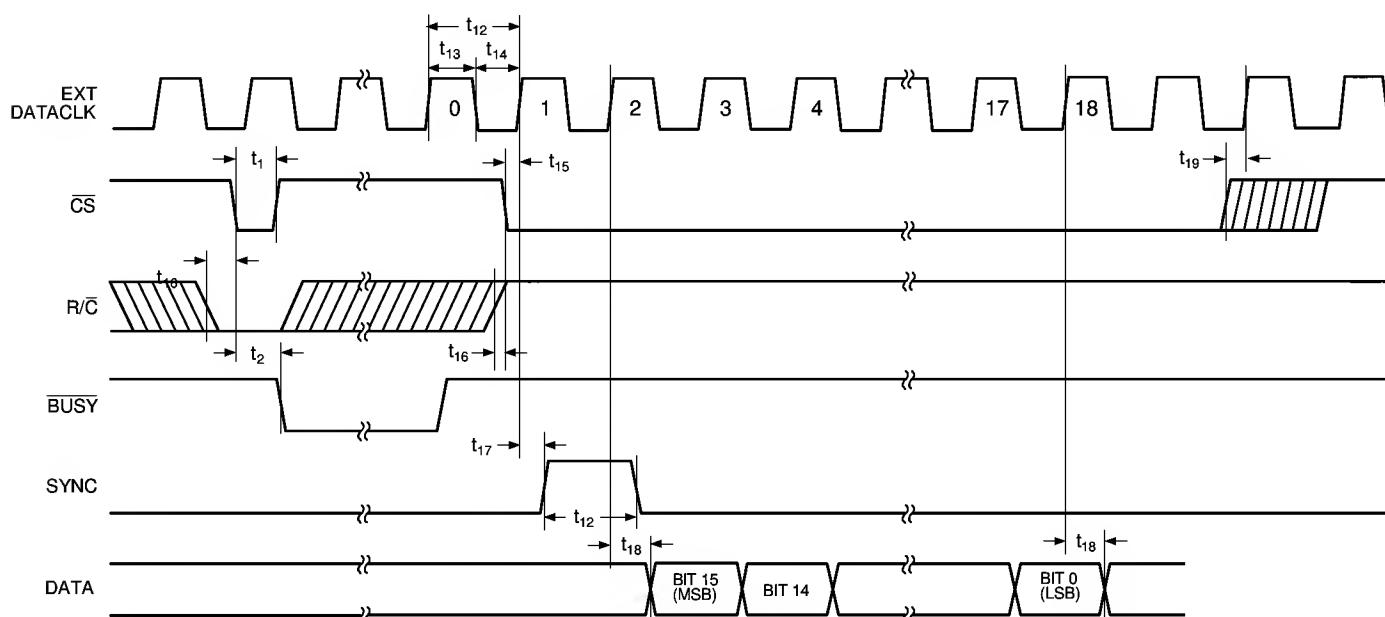 t12
t13 t14
EXT
DATACLK
0 1 2 3 4 17 18
t1
t15
t19
CS
t16
R/C
t2
t16
BUSY
t17
SYNC
t12
t18
t18
DATA
BIT 15
(MSB)
BIT 14
BIT 0
(LSB)